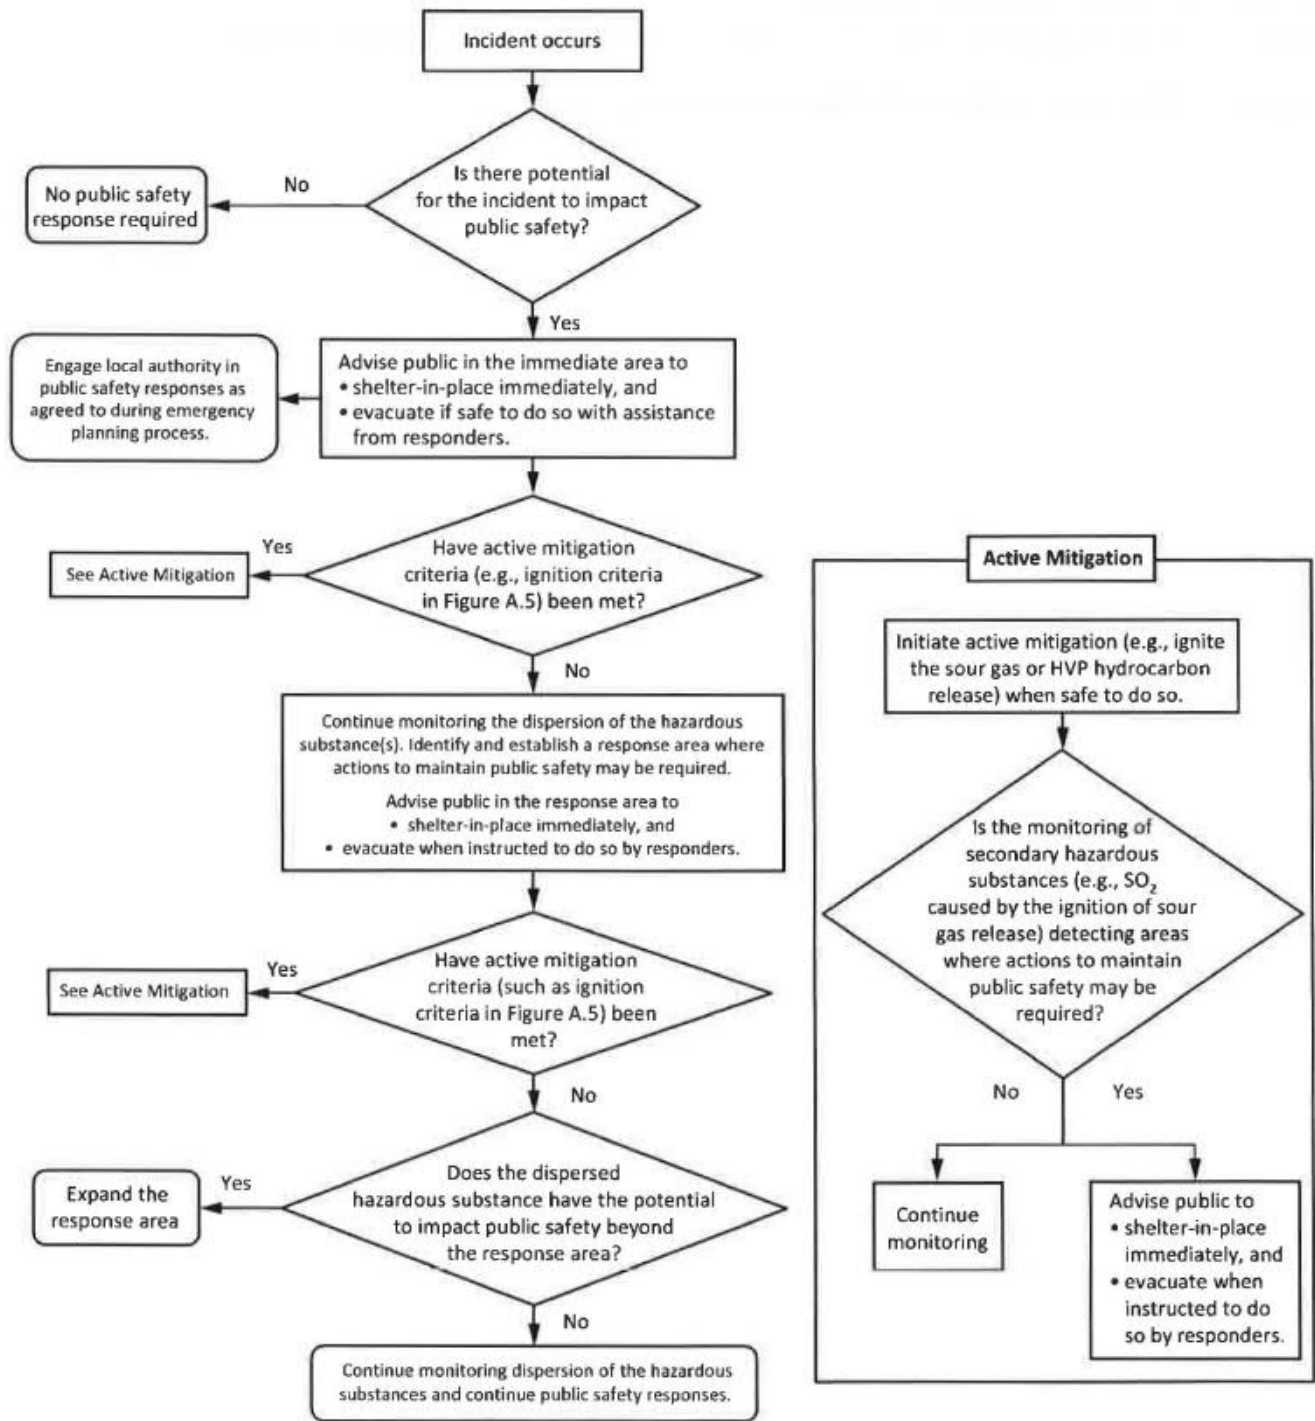 Incident occurs
Is there potential
for the incident to impact
public safety?
No
No public safety
response required
Yes
Advise public in the immediate area to
• shelter-in-place immediately, and
• evacuate if safe to do so with assistance
from responders.
Engage local authority in
public safety responses as
agreed to during emergency
planning process.
Have active mitigation
criteria (e.g., ignition criteria
in Figure A.5) been met?
Yes
See Active Mitigation
No
Continue monitoring the dispersion of the hazardous
substance(s). Identify and establish a response area where
actions to maintain public safety may be required.
Advise public in the response area to
• shelter-in-place immediately, and
• evacuate when instructed to do so by responders.
Have active mitigation
criteria (such as ignition
criteria in Figure A.5) been
met?
Yes
See Active Mitigation
No
Does the dispersed
hazardous substance have the potential
to impact public safety beyond
the response area?
Yes
Expand the
response area
No
Continue monitoring dispersion of the hazardous
substances and continue public safety responses.
Active Mitigation
Initiate active mitigation (e.g., ignite
the sour gas or HVP hydrocarbon
release) when safe to do so.
Is the monitoring of
secondary hazardous
substances (e.g., SO₂
caused by the ignition of sour
gas release) detecting areas
where actions to maintain
public safety may be
required?
No
Yes
Continue
monitoring
Advise public to
• shelter-in-place
immediately, and
• evacuate when
instructed to do
so by responders.